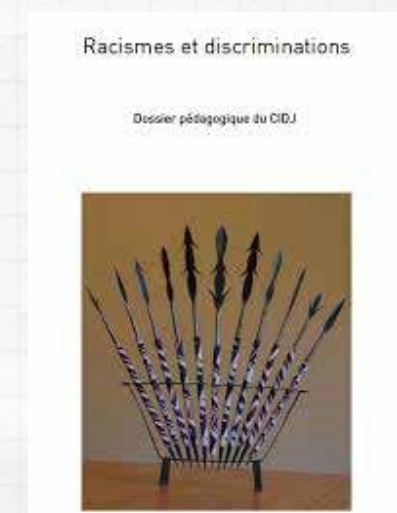 Racismes et discriminations
Dossier pédagogique du CIDJ